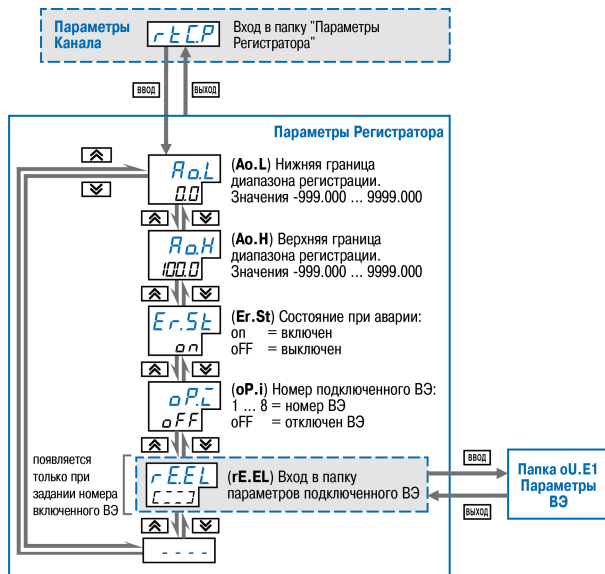 Параметры Канала
rtC.P
Вход в папку "Параметры
Регистратора"
ВВОД
ВЫХОД
Параметры Регистратора
Ao.L
0.0
(Ao.L) Нижняя граница
диапазона регистрации.
Значения -999.000 ... 9999.000
Ao.H
100.0
(Ao.H) Верхняя граница
диапазона регистрации.
Значения -999.000 ... 9999.000
Er.St
on
(Er.St) Состояние при аварии:
on = включен
oFF = выключен
oP.i
oFF
(oP.i) Номер подключенного ВЭ:
1 ... 8 = номер ВЭ
oFF = отключен ВЭ
появляется
только при
задании номера
включенного ВЭ
rE.EL
[---]
(rE.EL) Вход в папку
параметров подключенного ВЭ
ВВОД
ВЫХОД
Папка oU.E1
Параметры
ВЭ
- - - -